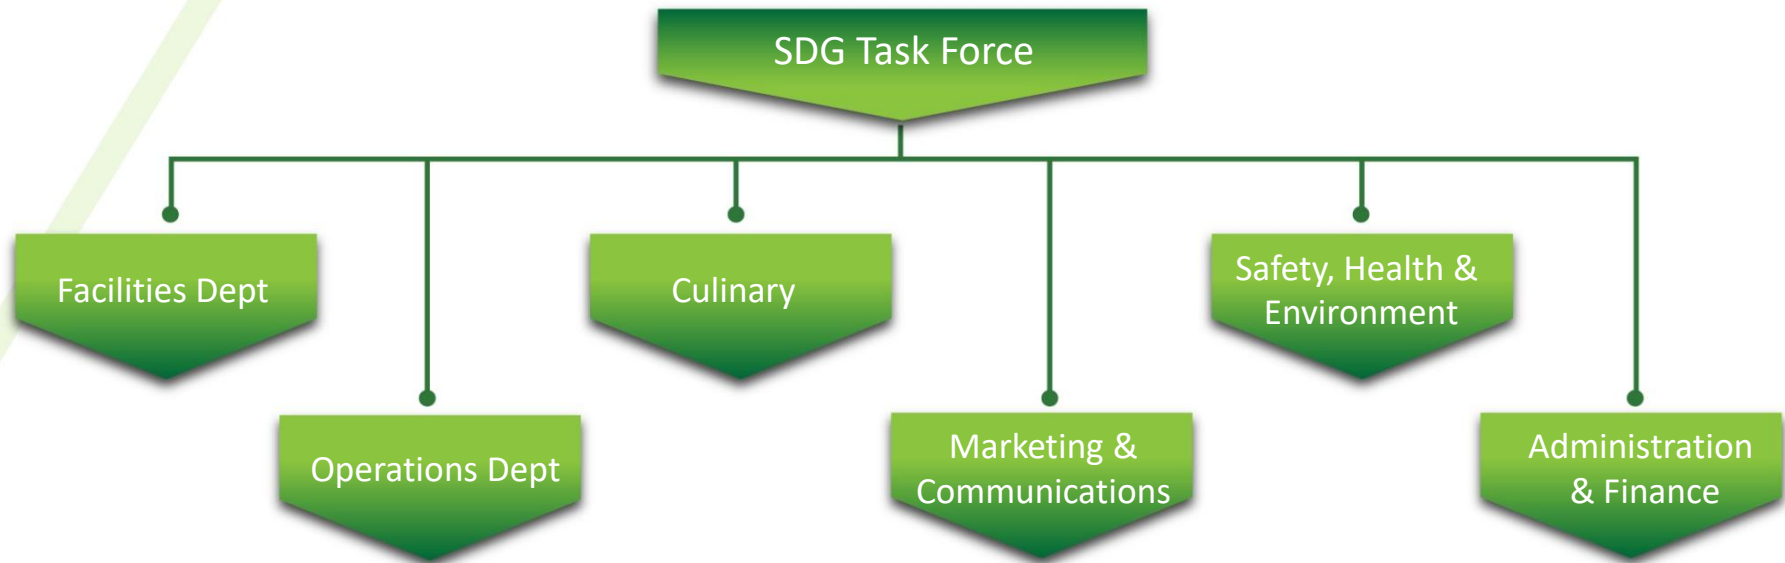 SDG Task Force
Facilities Dept
Culinary
Safety, Health &
Environment
Operations Dept
Marketing &
Communications
Administration
& Finance